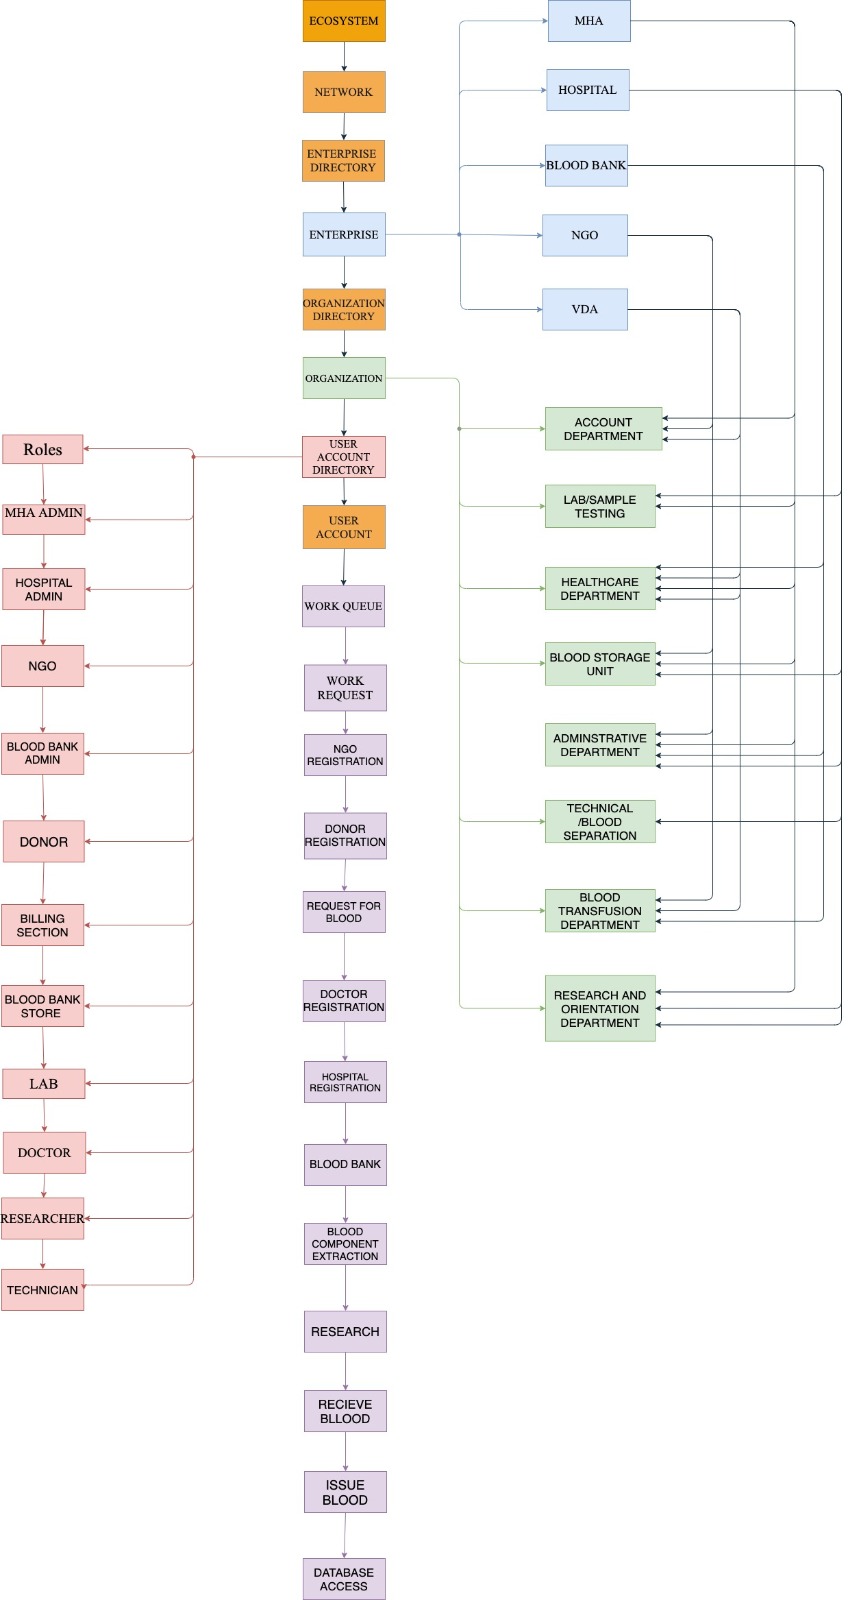 ECOSYSTEM
NETWORK
ENTERPRISE
DIRECTORY
ENTERPRISE
ORGANIZATION
DIRECTORY
ORGANIZATION
USER
ACCOUNT
DIRECTORY
USER
ACCOUNT
WORK QUEUE
WORK
REQUEST
NGO
REGISTRATION
DONOR
REGISTRATION
REQUEST FOR
BLOOD
DOCTOR
REGISTRATION
HOSPITAL
REGISTRATION
BLOOD BANK
BLOOD
COMPONENT
EXTRACTION
RESEARCH
RECIEVE
BLLOOD
ISSUE
BLOOD
DATABASE
ACCESS
MHA
HOSPITAL
BLOOD BANK
NGO
VDA
ACCOUNT
DEPARTMENT
LAB/SAMPLE
TESTING
HEALTHCARE
DEPARTMENT
BLOOD STORAGE
UNIT
ADMINSTRATIVE
DEPARTMENT
TECHNICAL
/BLOOD
SEPARATION
BLOOD
TRANSFUSION
DEPARTMENT
RESEARCH AND
ORIENTATION
DEPARTMENT
Roles
MHA ADMIN
HOSPITAL
ADMIN
NGO
BLOOD BANK
ADMIN
DONOR
BILLING
SECTION
BLOOD BANK
STORE
LAB
DOCTOR
RESEARCHER
TECHNICIAN